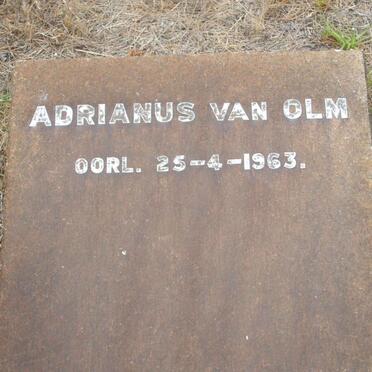 ADRIANUS VAN OLM
OORL. 25-4-1963.